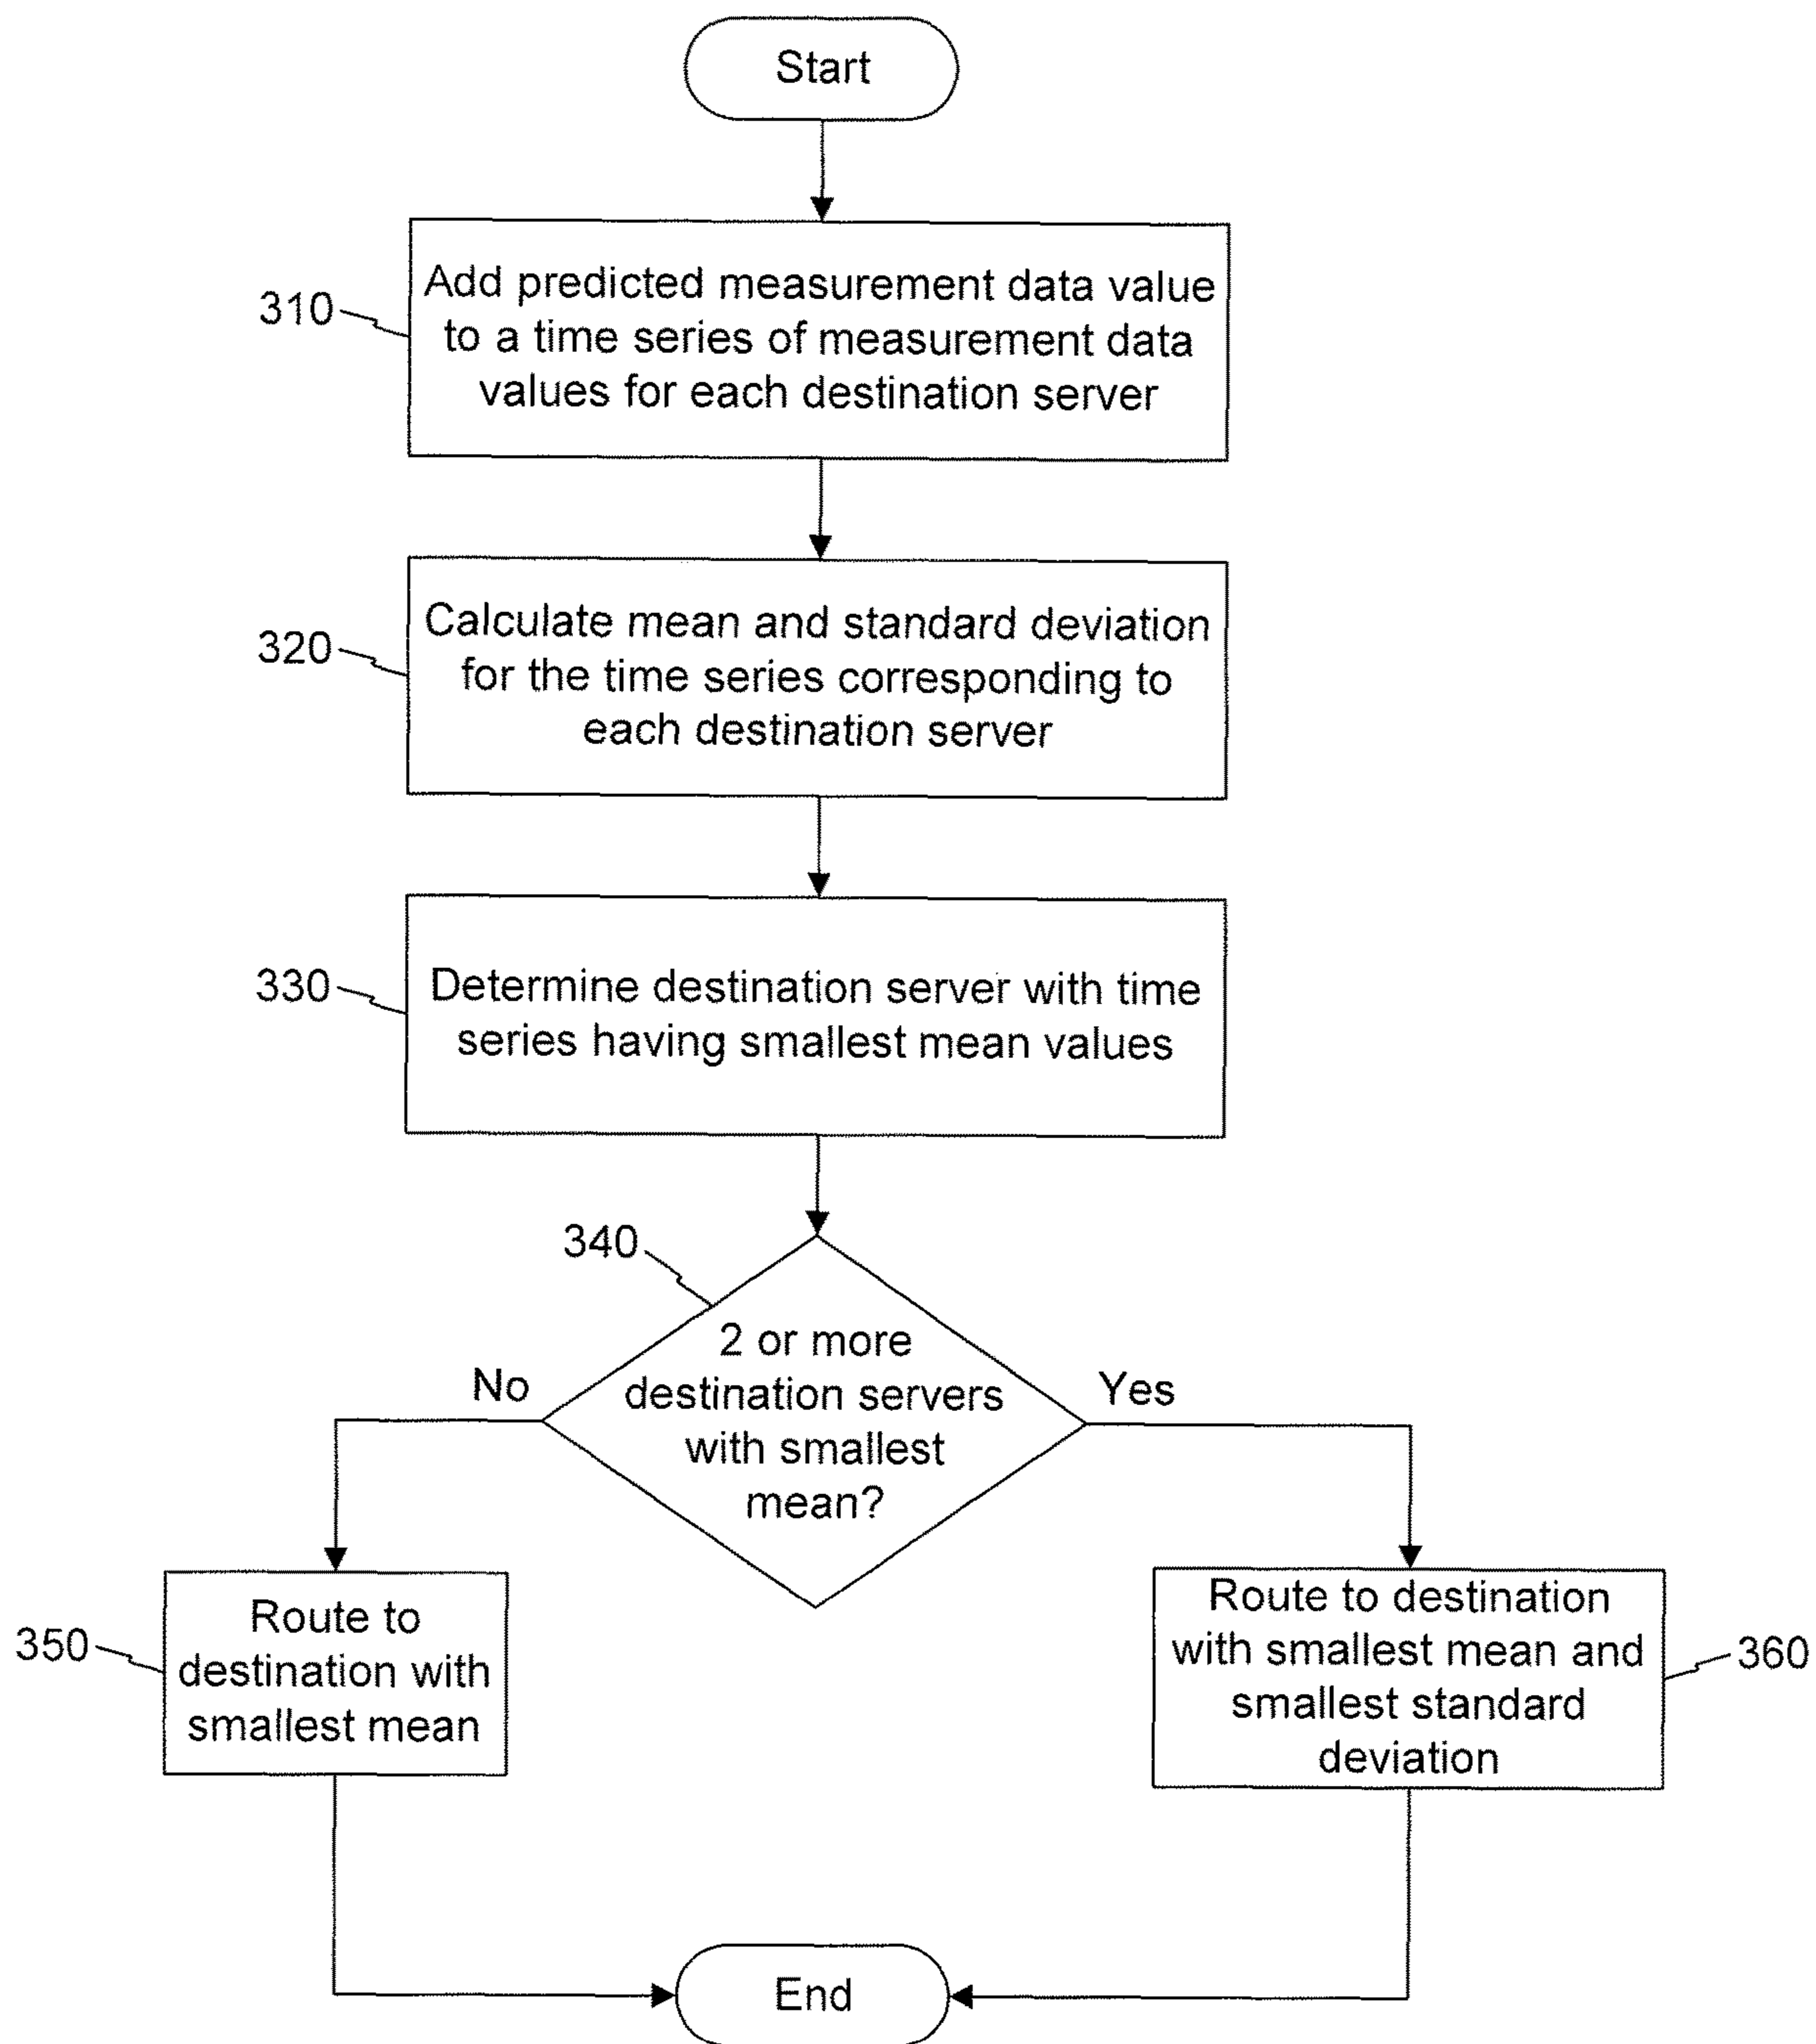 Start
310
Add predicted measurement data value
to a time series of measurement data
values for each destination server
320
Calculate mean and standard deviation
for the time series corresponding to
each destination server
330
Determine destination server with time
series having smallest mean values
340
2 or more
destination servers
with smallest
mean?
No
Yes
350
Route to
destination with
smallest mean
Route to destination
with smallest mean and
smallest standard
deviation
360
End